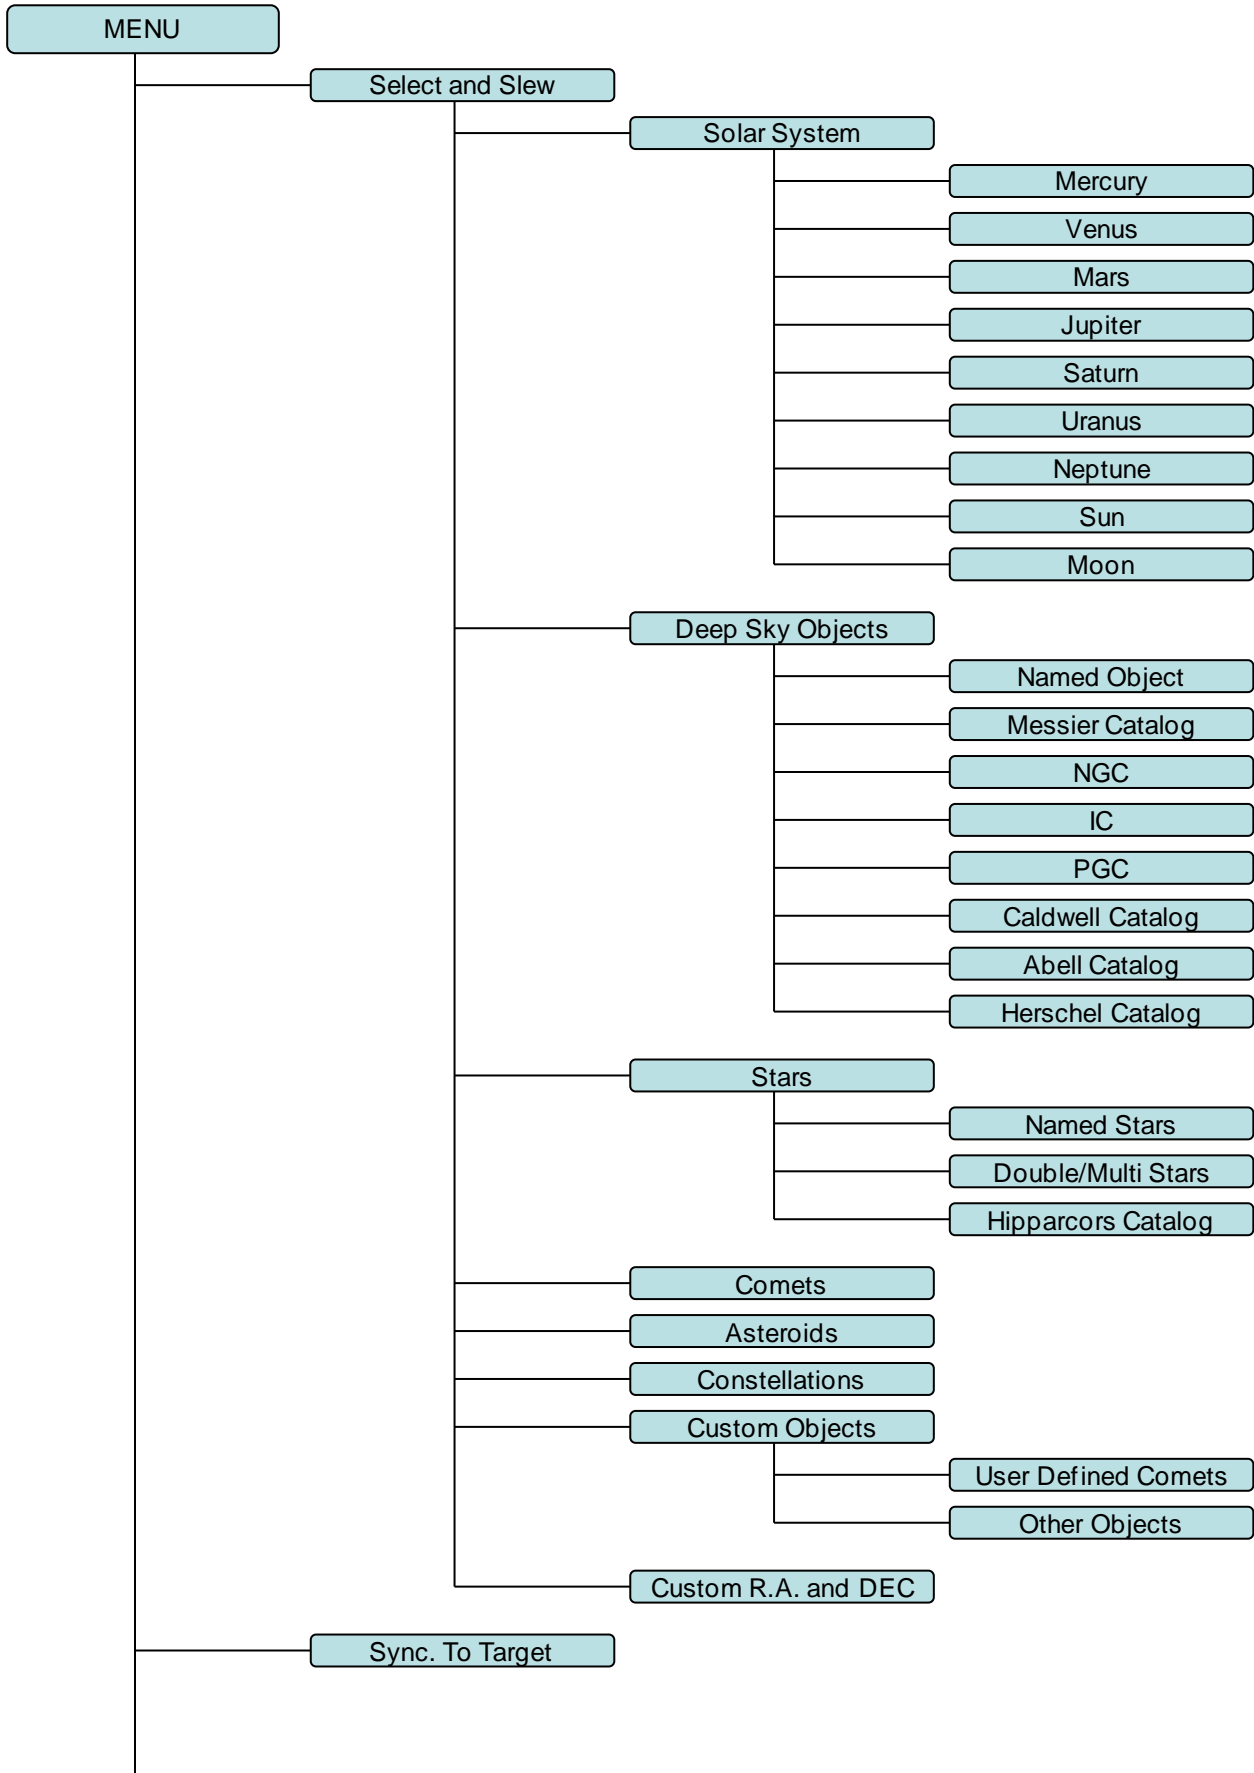 MENU
Select and Slew
Solar System
Mercury
Venus
Mars
Jupiter
Saturn
Uranus
Neptune
Sun
Moon
Deep Sky Objects
Named Object
Messier Catalog
NGC
IC
PGC
Caldwell Catalog
Abell Catalog
Herschel Catalog
Stars
Named Stars
Double/Multi Stars
Hipparcors Catalog
Comets
Asteroids
Constellations
Custom Objects
User Defined Comets
Other Objects
Custom R.A. and DEC
Sync. To Target